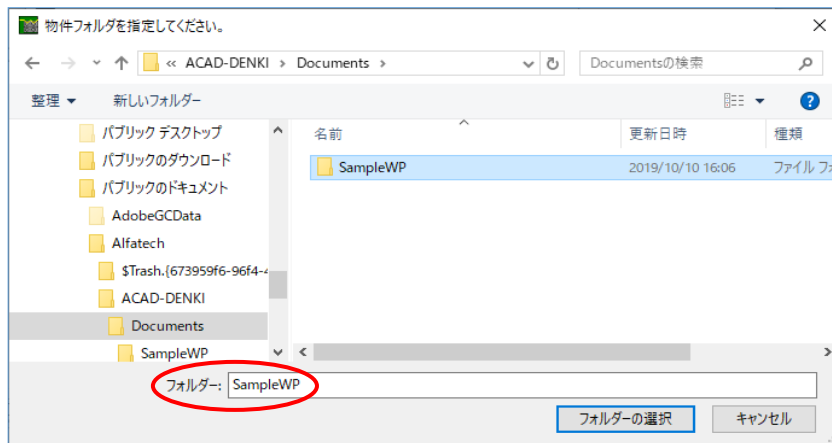 物件フォルダを指定してください。
« ACAD-DENKI › Documents ›
Documentsの検索
整理
新しいフォルダー
名前
更新日時
種類
パブリック デスクトップ
パブリックのダウンロード
パブリックのドキュメント
AdobeGCData
Alfatech
$Trash.{673959f6-96f4-4
ACAD-DENKI
Documents
SampleWP
SampleWP
2019/10/10 16:06
ファイル フォ
フォルダー:
SampleWP
フォルダーの選択
キャンセル